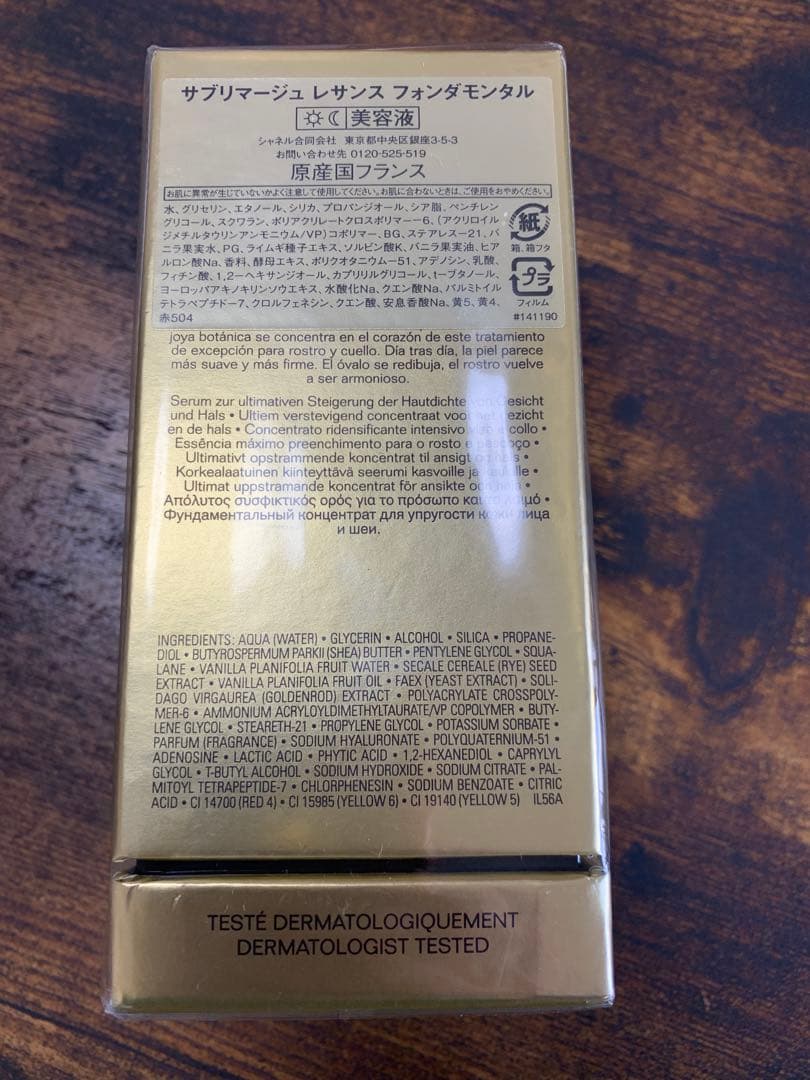 サブリマージュ レサンス フォンダモンタル
美容液
シャネル合同会社 東京都中央区銀座3-5-3
お問い合わせ先 0120-525-519
原産国フランス
お肌に異常が生じていないかよく注意して使用してください。お肌に合わないときは、ご使用をおやめください。
水、グリセリン、エタノール、シリカ、プロパンジオール、シア脂、ペンチレン
グリコール、スクワラン、ポリアクリレートクロスポリマー-6、(アクリロイル
ジメチルタウリンアンモニウム/VP)コポリマー、BG、ステアレス-21、バ
ニラ果実水、PG、ライムギ種子エキス、ソルビン酸K、バニラ果実油、ヒア
ルロン酸Na、香料、酵母エキス、ポリクオタニウム-51、アデノシン、乳酸、
フィチン酸、1,2-ヘキサンジオール、カプリリルグリコール、t-ブタノール、
ヨーロッパアキノキリンソウエキス、水酸化Na、クエン酸Na、パルミトイル
テトラペプチド-7、クロルフェネシン、クエン酸、安息香酸Na、黄5、黄4、
赤504
紙
箱、箱フタ
プラ
フィルム
#141190
joya botánica se concentra en el corazón de este tratamiento
de excepción para rostro y cuello. Día tras día, la piel parece
más suave y más firme. El óvalo se redibuja, el rostro vuelve
a ser armonioso.
Serum zur ultimativen Steigerung der Hautdichte von Gesicht
und Hals • Ultiem verstevigend concentraat voor het gezicht
en de hals • Concentrato ridensificante intensivo viso e collo •
Essência máximo preenchimento para o rosto e pescoço •
Ultimativt opstrammende koncentrat til ansigt og hals •
Korkealaatuinen kiinteyttävä seerumi kasvoille ja kaulalle •
Ultimat uppstramande koncentrat för ansikte och hals •
Απόλυτος συσφικτικός ορός για το πρόσωπο και το λαιμό •
Фундаментальный концентрат для упругости кожи лица
и шеи.
INGREDIENTS: AQUA (WATER) • GLYCERIN • ALCOHOL • SILICA • PROPANE-
DIOL • BUTYROSPERMUM PARKII (SHEA) BUTTER • PENTYLENE GLYCOL • SQUA-
LANE • VANILLA PLANIFOLIA FRUIT WATER • SECALE CEREALE (RYE) SEED
EXTRACT • VANILLA PLANIFOLIA FRUIT OIL • FAEX (YEAST EXTRACT) • SOLI-
DAGO VIRGAUREA (GOLDENROD) EXTRACT • POLYACRYLATE CROSSPOLY-
MER-6 • AMMONIUM ACRYLOYLDIMETHYLTAURATE/VP COPOLYMER • BUTY-
LENE GLYCOL • STEARETH-21 • PROPYLENE GLYCOL • POTASSIUM SORBATE •
PARFUM (FRAGRANCE) • SODIUM HYALURONATE • POLYQUATERNIUM-51 •
ADENOSINE • LACTIC ACID • PHYTIC ACID • 1,2-HEXANEDIOL • CAPRYLYL
GLYCOL • T-BUTYL ALCOHOL • SODIUM HYDROXIDE • SODIUM CITRATE • PAL-
MITOYL TETRAPEPTIDE-7 • CHLORPHENESIN • SODIUM BENZOATE • CITRIC
ACID • CI 14700 (RED 4) • CI 15985 (YELLOW 6) • CI 19140 (YELLOW 5) IL56A
TESTÉ DERMATOLOGIQUEMENT
DERMATOLOGIST TESTED